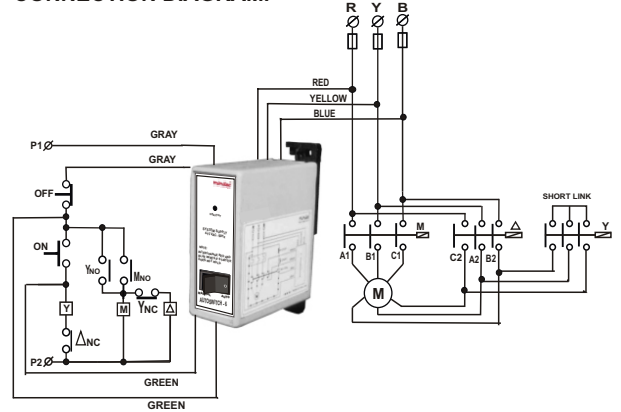 CONNECTION DIAGRAM:
R Y B
RED
YELLOW
BLUE
P1
GRAY
GRAY
OFF
ON
YNO
MNO
Y
M
YNC
Δ
ΔNC
P2
GREEN
GREEN
AUTOSWITCH - 6
M
A1 B1 C1
Δ
C2 A2 B2
SHORT LINK
Y
M